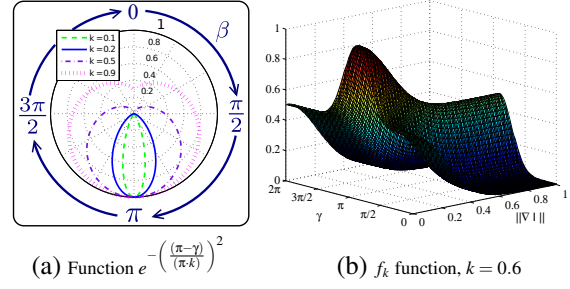 0
1
β
k = 0.1
k = 0.2
k = 0.5
k = 0.9
0.8
0.6
0.4
0.2
3π/2
π/2
π
1
0.8
0.6
0.4
0.2
0
2π
3π/2
γ
π
π/2
0
0
0.2
0.4
0.6
0.8
1
||∇ I ||
(a) Function e^{-((π−γ)/(π·k))^2}
(b) f_k function, k = 0.6